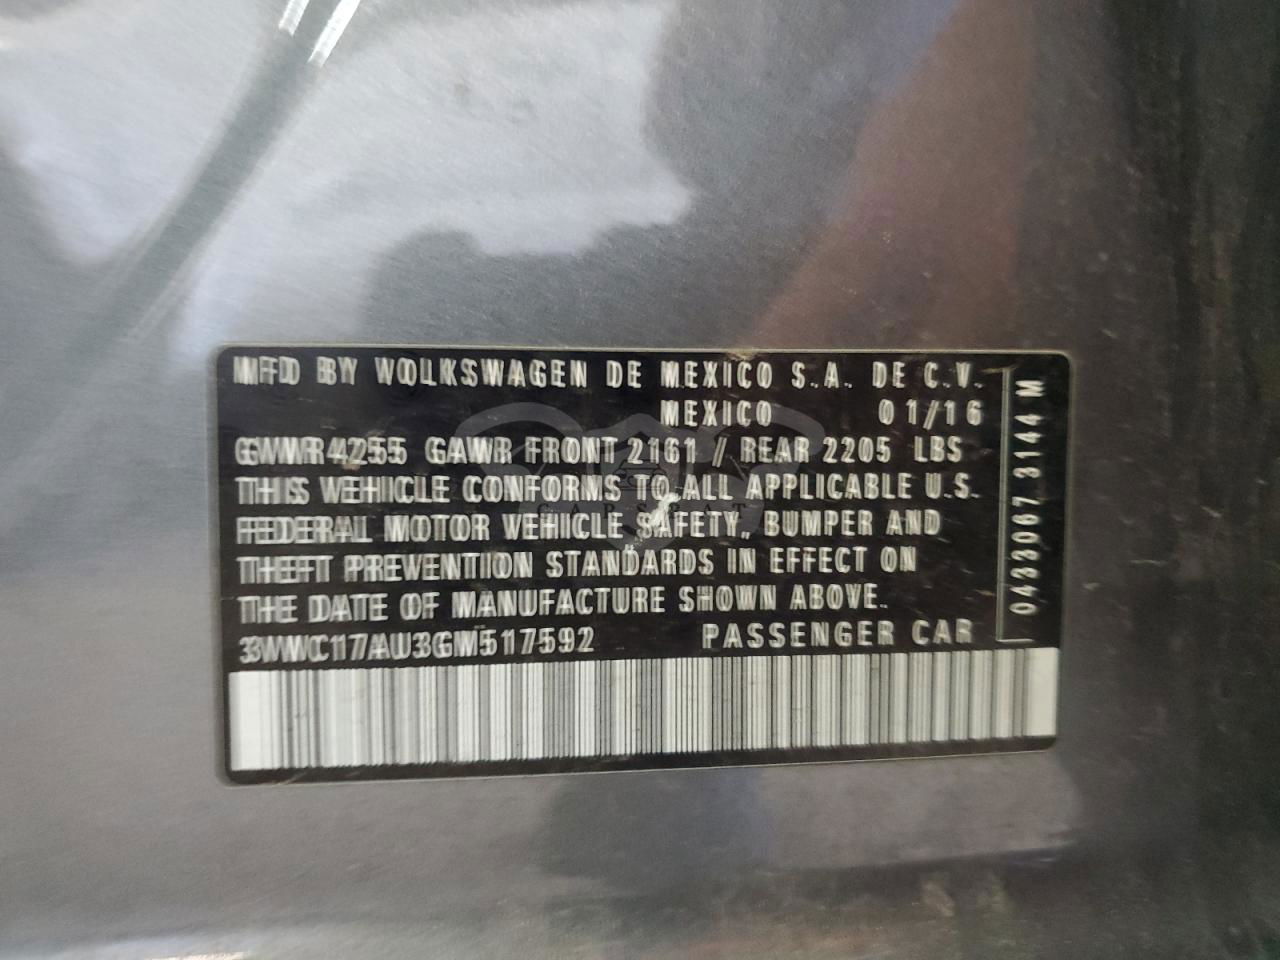 MFD BY VOLKSWAGEN DE MEXICO S.A. DE C.V.
MEXICO 01/16
GVWR 4255 GAWR FRONT 2161 / REAR 2205 LBS
THIS VEHICLE CONFORMS TO ALL APPLICABLE U.S.
FEDERAL MOTOR VEHICLE SAFETY, BUMPER AND
THEFT PREVENTION STANDARDS IN EFFECT ON
THE DATE OF MANUFACTURE SHOWN ABOVE.
3VWC17AU3GM517592 PASSENGER CAR
0433067 3144 M